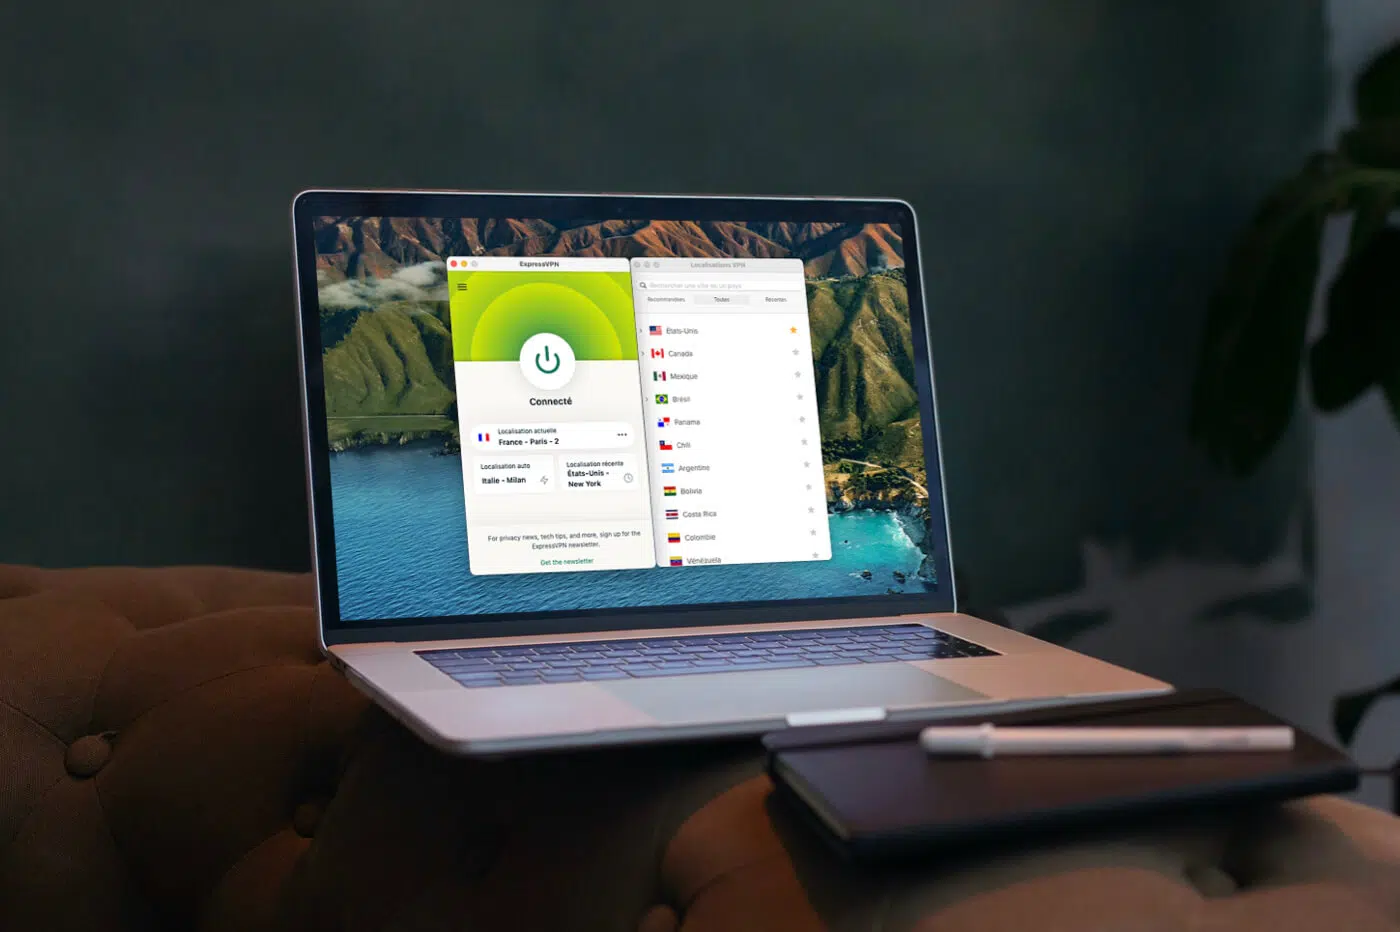 ExpressVPN
Connecté
Localisation actuelle
France - Paris - 2
Localisation auto
Italie - Milan
Localisation récente
États-Unis -
New York
For privacy news, tech tips, and more, sign up for the
ExpressVPN newsletter.
Get the newsletter
Localisations VPN
Rechercher une ville ou un pays
Recommandées
Toutes
Récentes
États-Unis
Canada
Mexique
Brésil
Panama
Chili
Argentine
Bolivia
Costa Rica
Colombie
Vénézuela